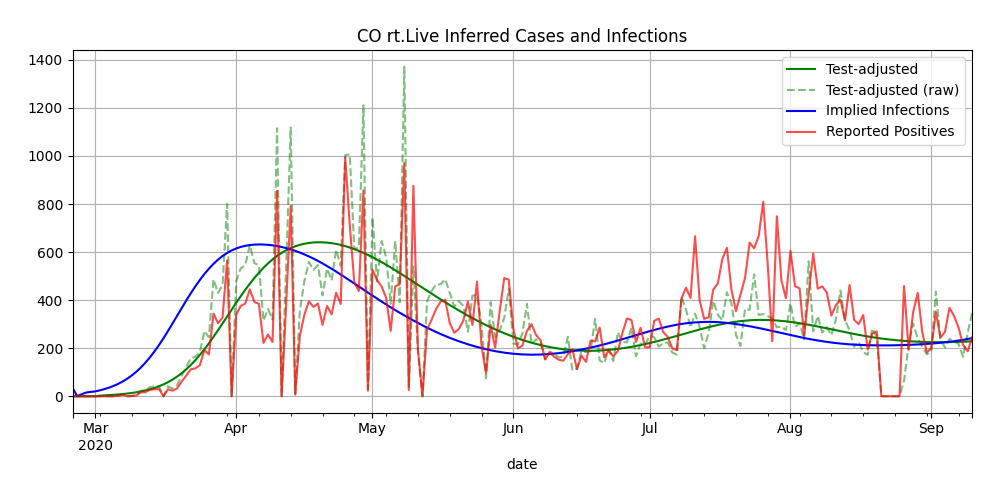 CO rt.Live Inferred Cases and Infections
Test-adjusted
Test-adjusted (raw)
Implied Infections
Reported Positives
1400
1200
1000
800
600
400
200
0
Mar Apr May Jun Jul Aug Sep
2020
date